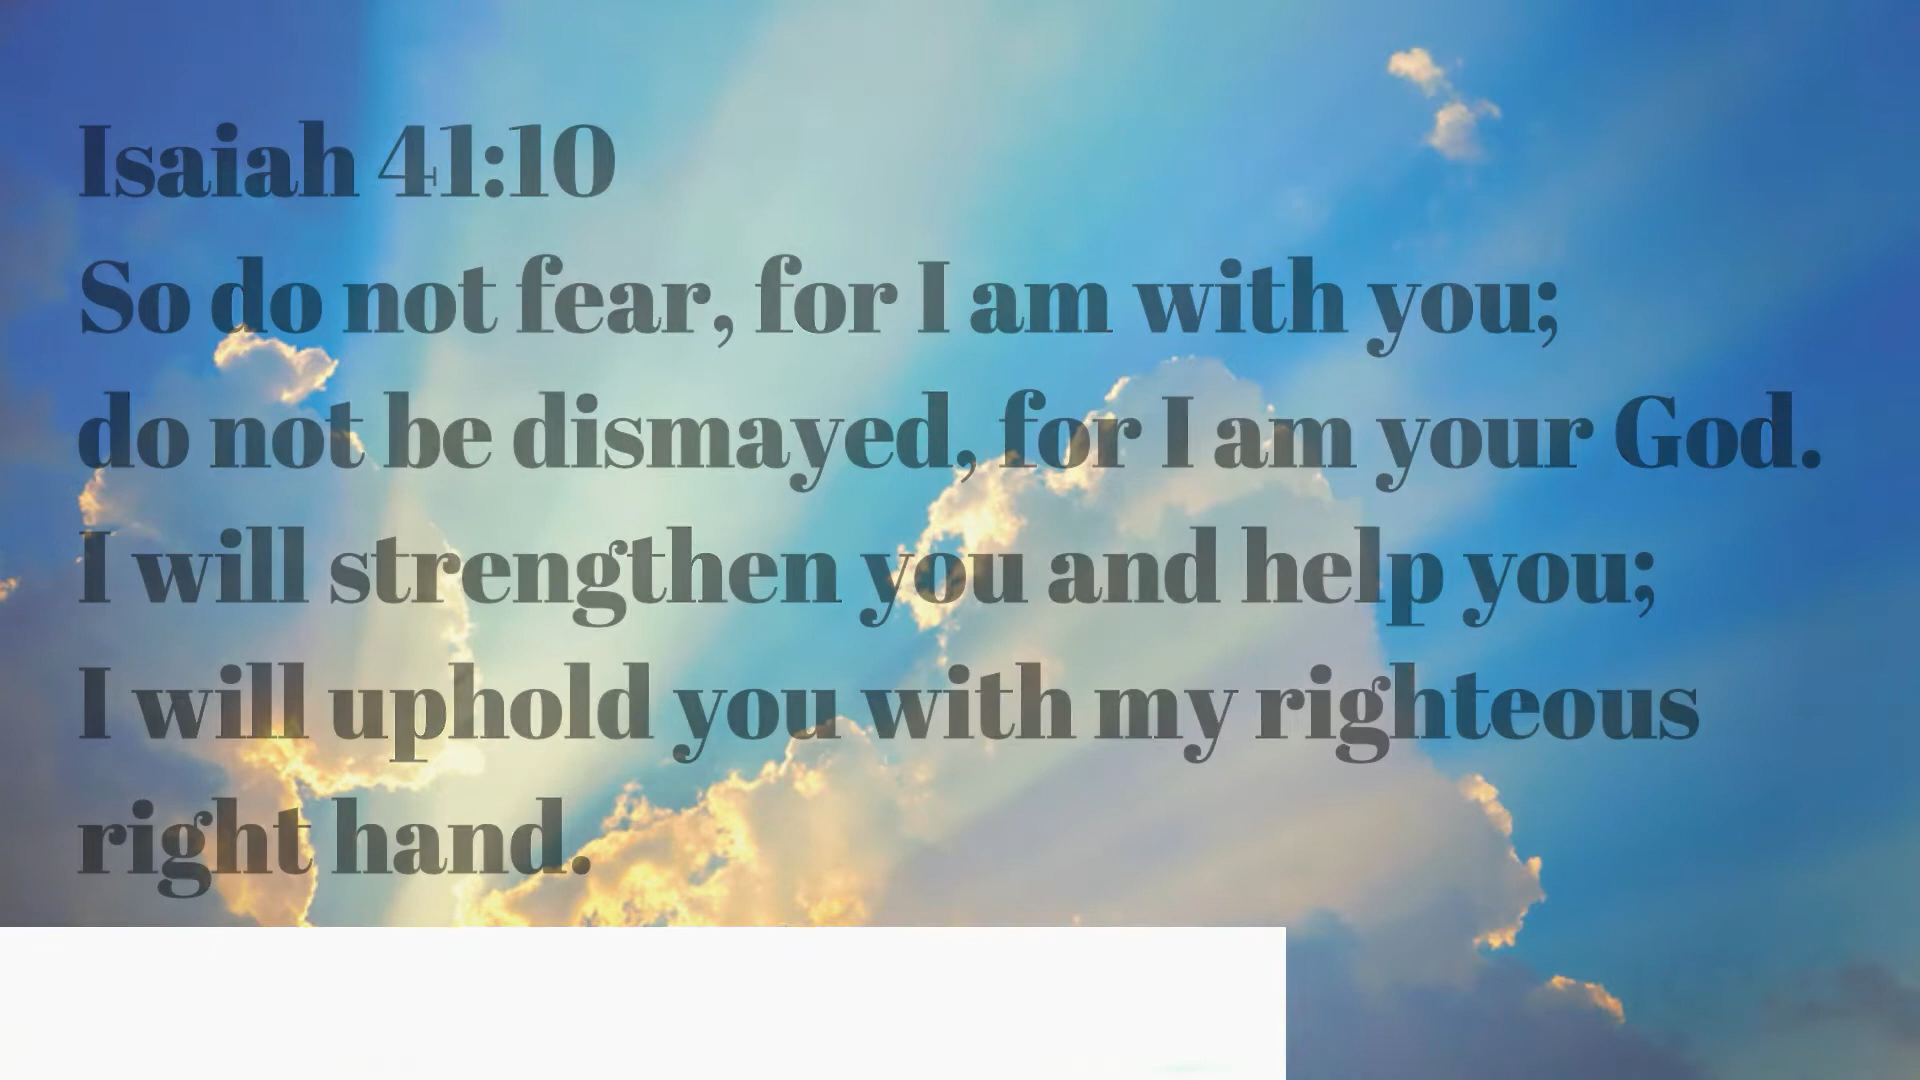 Isaiah 41:10
So do not fear, for I am with you;
do not be dismayed, for I am your God.
I will strengthen you and help you;
I will uphold you with my righteous
right hand.